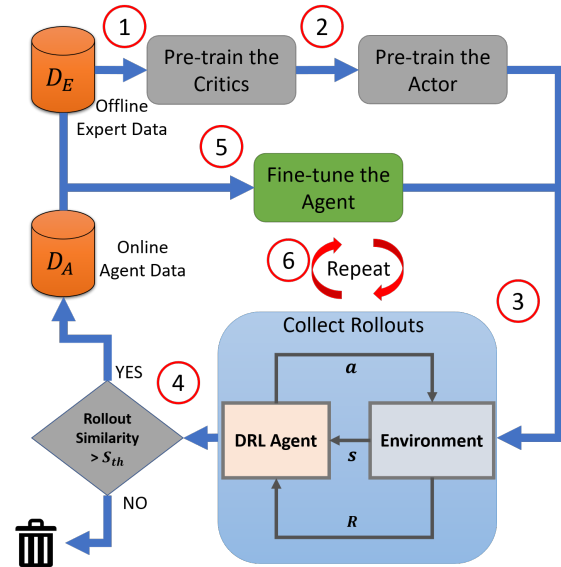 1
2
D_E
Pre-train the
Critics
Pre-train the
Actor
Offline
Expert Data
5
Fine-tune the
Agent
D_A
Online
Agent Data
6
Repeat
3
Collect Rollouts
a
YES
4
Rollout
Similarity
> S_th
DRL Agent
s
Environment
NO
R